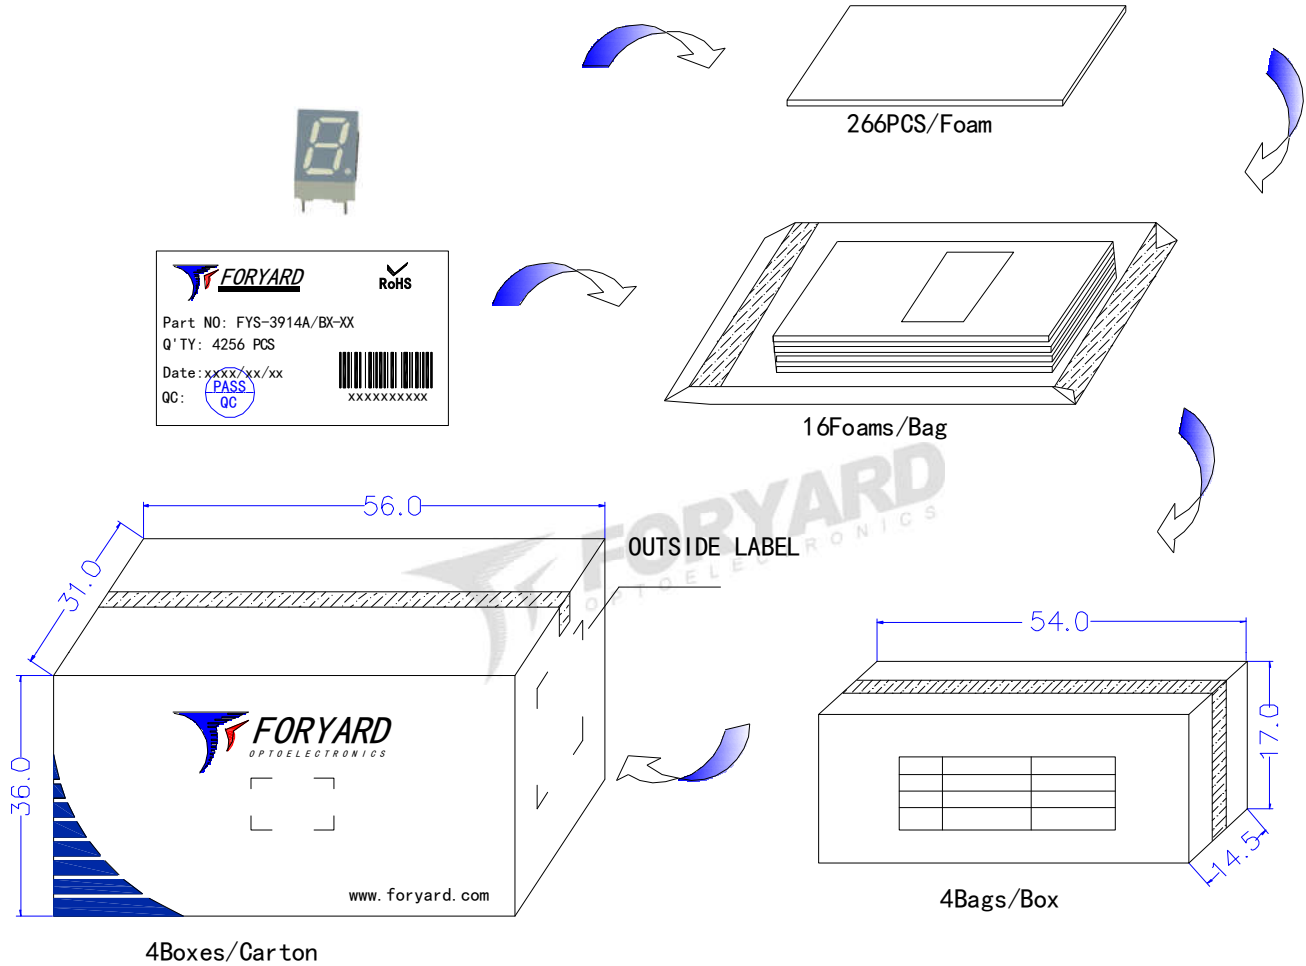 266PCS/Foam
FORYARD
RoHS
Part NO: FYS-3914A/BX-XX
Q'TY: 4256 PCS
Date:xxxx/xx/xx
QC:
PASS
QC
xxxxxxxxxx
16Foams/Bag
56.0
31.0
36.0
FORYARD
OPTOELECTRONICS
OUTSIDE LABEL
FORYARD
OPTOELECTRONICS
www.foryard.com
4Boxes/Carton
54.0
17.0
14.5
4Bags/Box